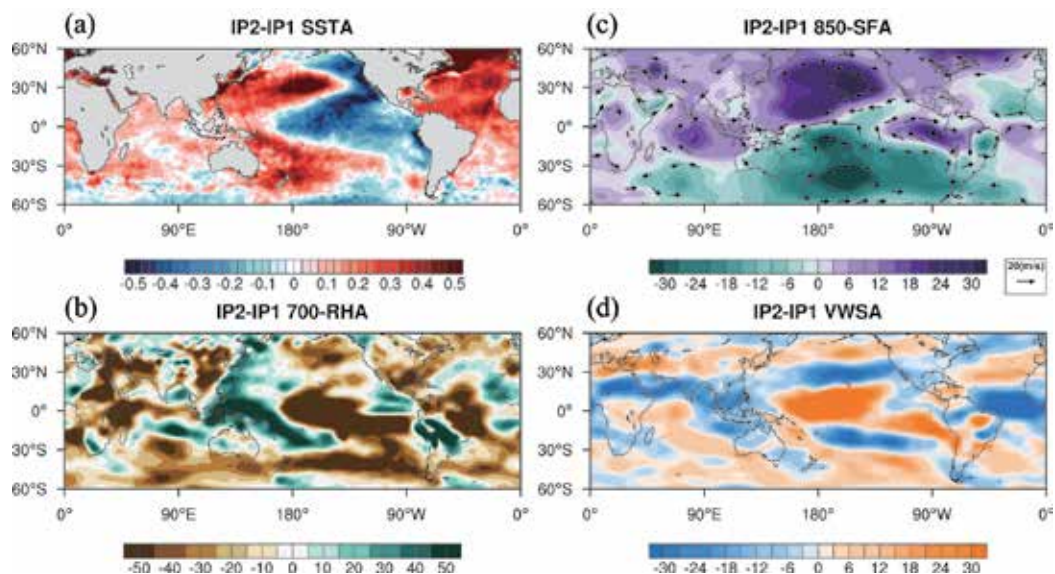 (a) IP2-IP1 SSTA
60°N
30°N
0°
30°S
60°S
0° 90°E 180° 90°W 0°
-0.5 -0.4 -0.3 -0.2 -0.1 0 0.1 0.2 0.3 0.4 0.5
(c) IP2-IP1 850-SFA
60°N
30°N
0°
30°S
60°S
0° 90°E 180° 90°W 0°
-30 -24 -18 -12 -6 0 6 12 18 24 30
20(m/s)
(b) IP2-IP1 700-RHA
60°N
30°N
0°
30°S
60°S
0° 90°E 180° 90°W 0°
-50 -40 -30 -20 -10 0 10 20 30 40 50
(d) IP2-IP1 VWSA
60°N
30°N
0°
30°S
60°S
0° 90°E 180° 90°W 0°
-30 -24 -18 -12 -6 0 6 12 18 24 30